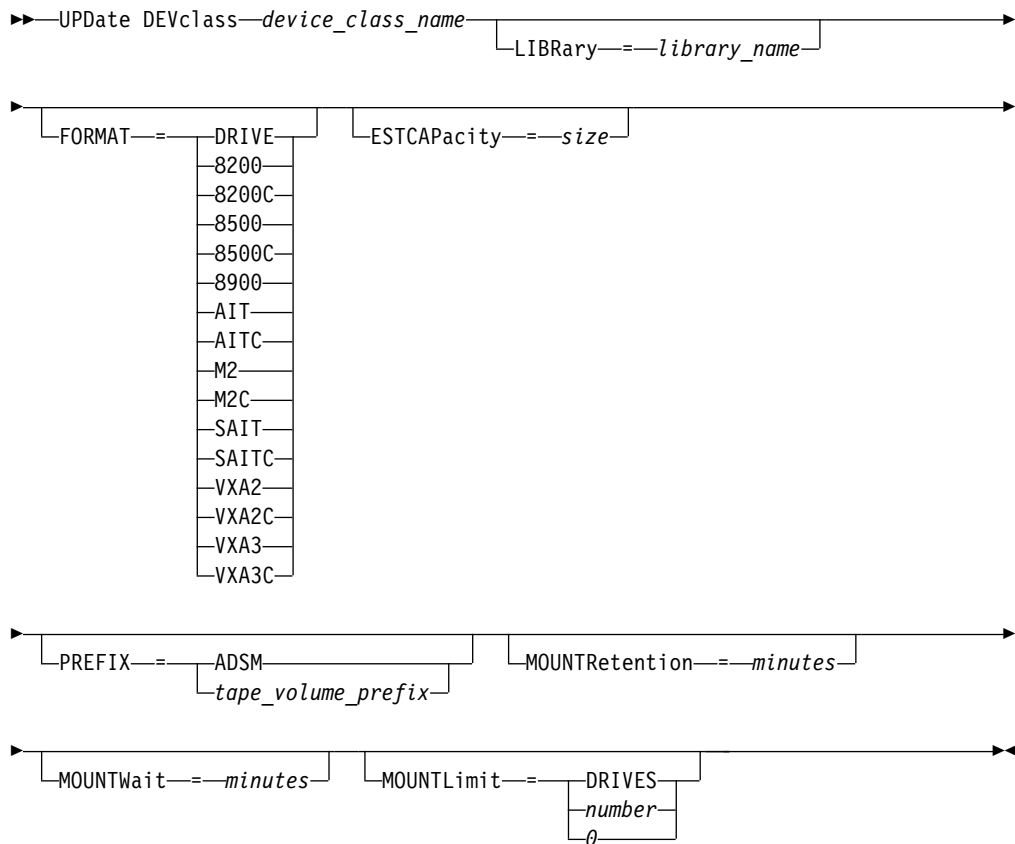 UPDate DEVclass device_class_name
LIBRary = library_name
FORMAT = DRIVE ESTCAPacity = size
8200
8200C
8500
8500C
8900
AIT
AITC
M2
M2C
SAIT
SAITC
VXA2
VXA2C
VXA3
VXA3C
PREFIX = ADSM MOUNTRetention = minutes
tape_volume_prefix
MOUNTWait = minutes MOUNTLimit = DRIVES
number
0